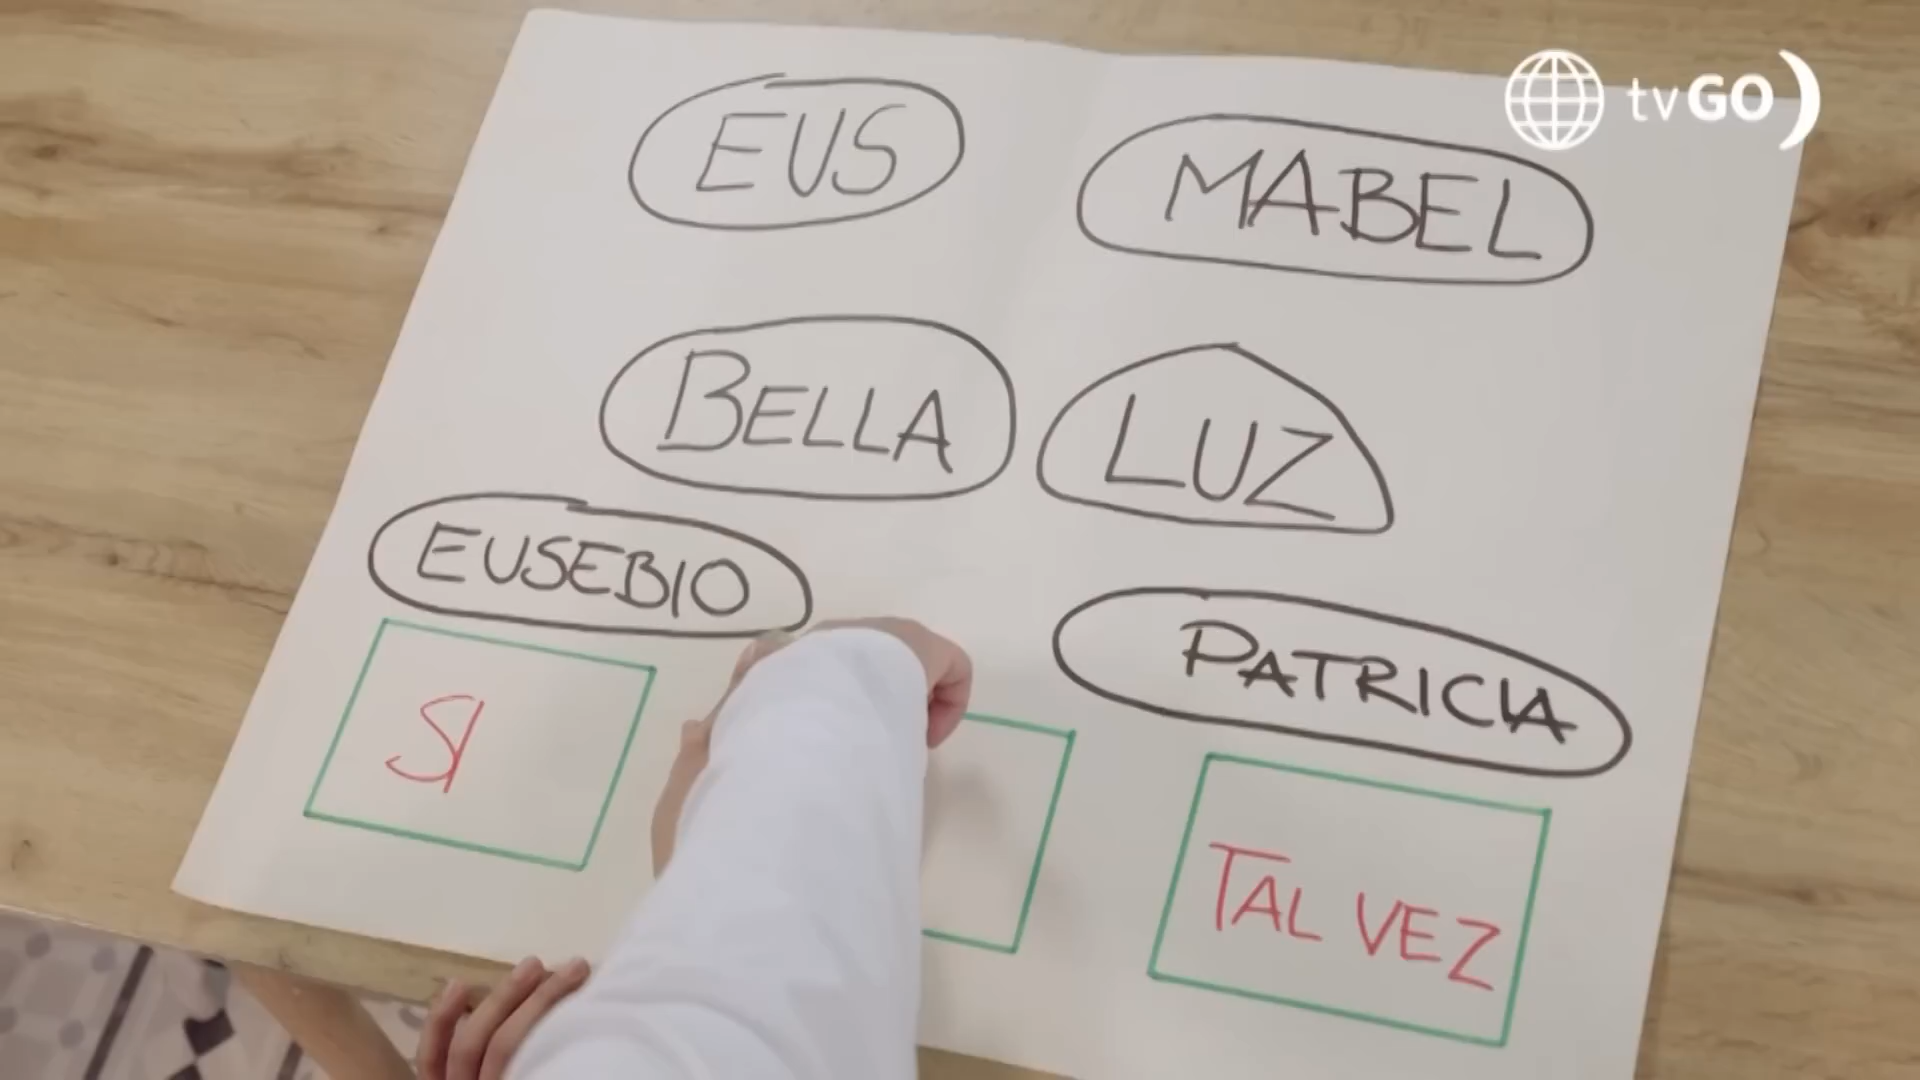 EUS
MABEL
BELLA
LUZ
EUSEBIO
PATRICIA
SI
TAL VEZ
tvGO